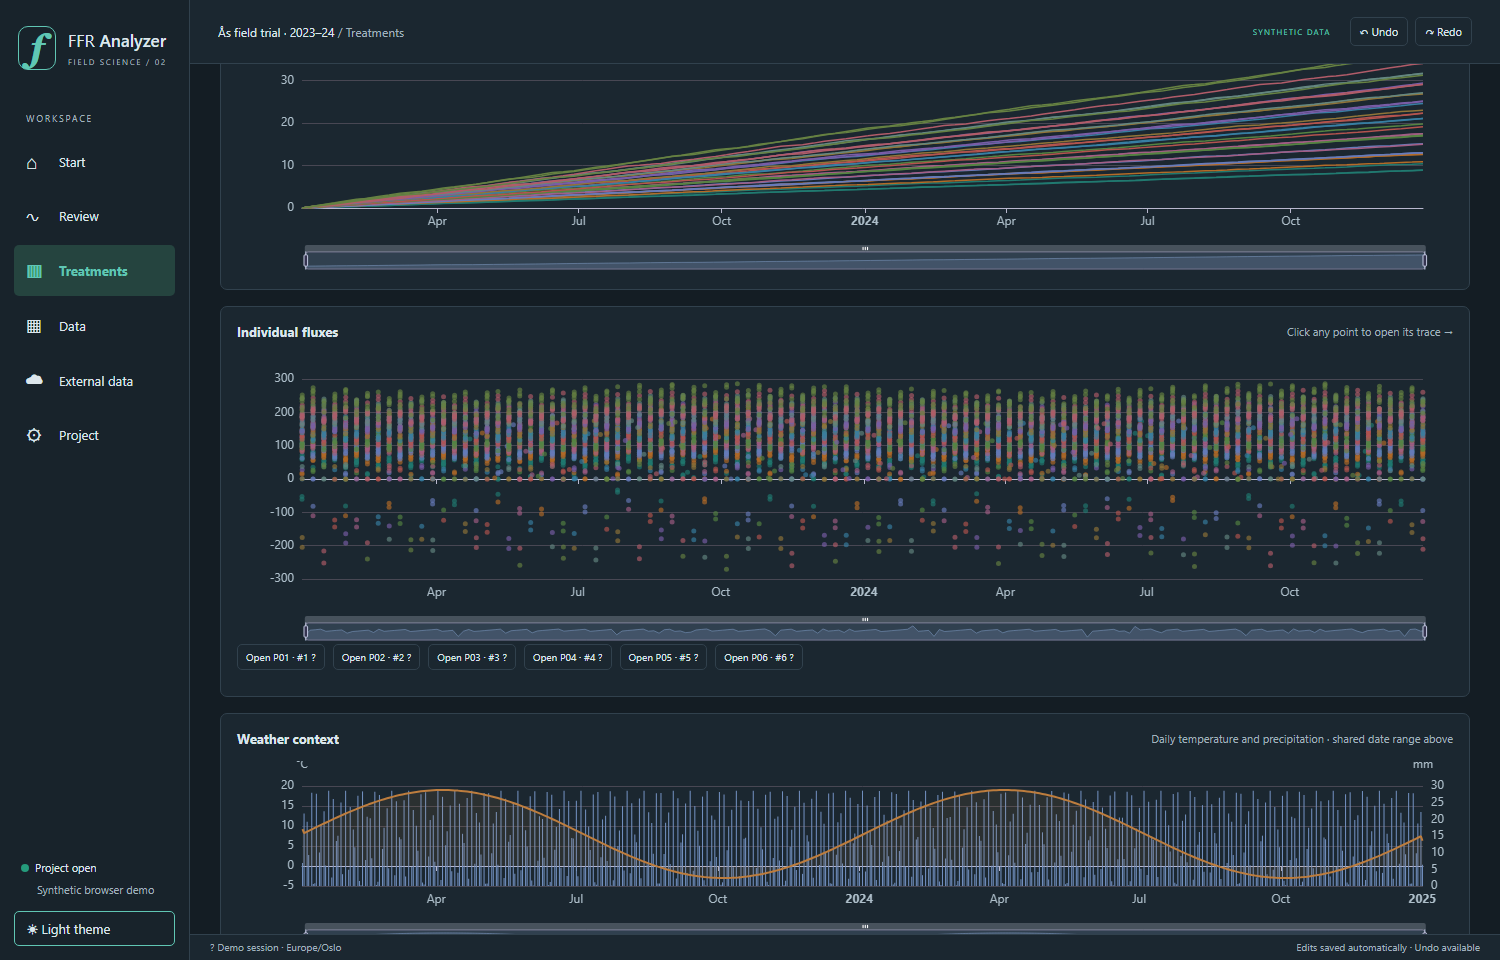 FFR Analyzer
FIELD SCIENCE / 02
WORKSPACE
Start
Review
Treatments
Data
External data
Project
Project open
Synthetic browser demo
☀ Light theme
Ås field trial · 2023–24 / Treatments
SYNTHETIC DATA
↶ Undo
↷ Redo
30
20
10
0
Apr
Jul
Oct
2024
Apr
Jul
Oct
Individual fluxes
Click any point to open its trace →
300
200
100
0
-100
-200
-300
Apr
Jul
Oct
2024
Apr
Jul
Oct
Open P01 · #1 ?
Open P02 · #2 ?
Open P03 · #3 ?
Open P04 · #4 ?
Open P05 · #5 ?
Open P06 · #6 ?
Weather context
Daily temperature and precipitation · shared date range above
°C
mm
20
15
10
5
0
-5
30
25
20
15
10
5
0
Apr
Jul
Oct
2024
Apr
Jul
Oct
2025
? Demo session · Europe/Oslo
Edits saved automatically · Undo available